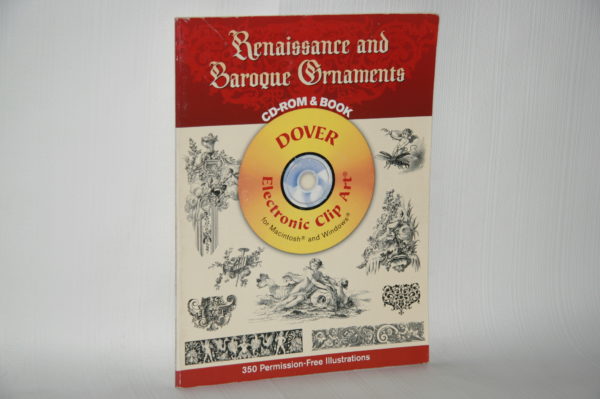 Renaissance and
Baroque Ornaments
CD-ROM & BOOK
DOVER
Electronic Clip Art®
for Macintosh® and Windows®
350 Permission-Free Illustrations